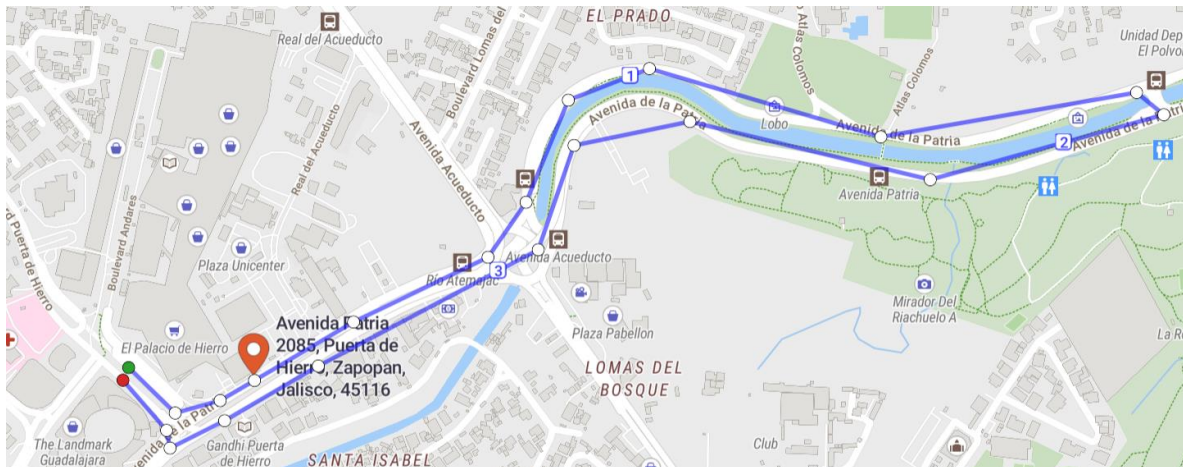 EL PRADO
Real del Acueducto
Boulevard Lomas del
Atlas Colomos
Unidad Dep
El Polvo
1
Avenida de la Patria
Lobo
Avenida de la Patria
Atlas Colomos
2
Avenida de la
Avenida Acueducto
Real del Acueducto
Boulevard Andares
Puerta de Hierro
Avenida Patria
Plaza Unicenter
Río Atemajac
3
Avenida Acueducto
Mirador Del
Riachuelo A
Plaza Pabellon
La R
El Palacio de Hierro
Avenida Patria
2085, Puerta de
Hierro, Zapopan,
Jalisco, 45116
LOMAS DEL
BOSQUE
Avenida de la Patria
The Landmark
Guadalajara
Gandhi Puerta
de Hierro
SANTA ISABEL
Club